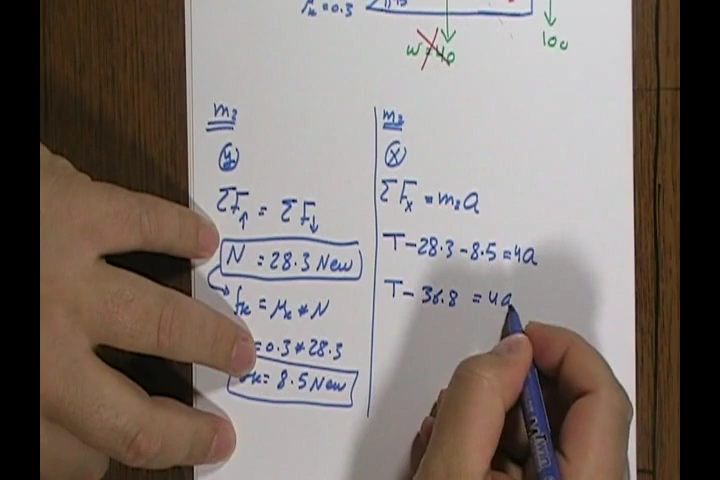 μk=0.3
100
w=40
m2
y
ΣF↑ = ΣF↓
N = 28.3 New
fk = μk * N
= 0.3 * 28.3
fk = 8.5 New
m2
x
ΣFx = m2a
T-28.3-8.5=4a
T-36.8 = 4a